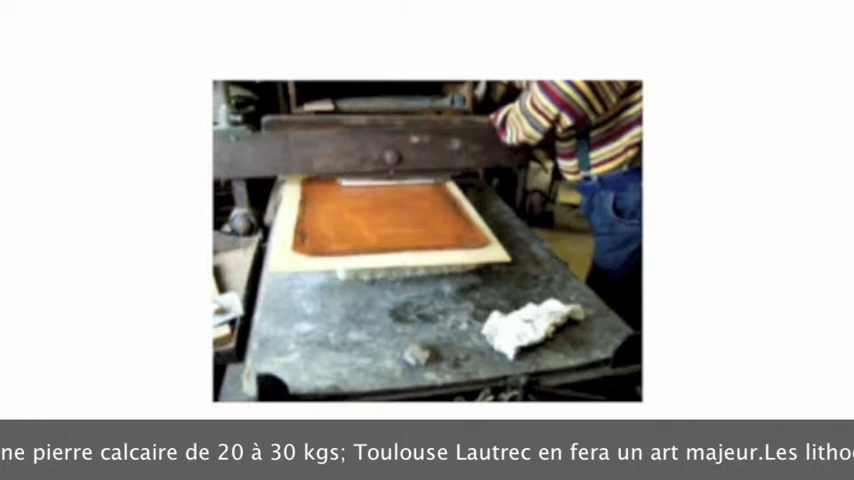 ne pierre calcaire de 20 à 30 kgs; Toulouse Lautrec en fera un art majeur.Les litho